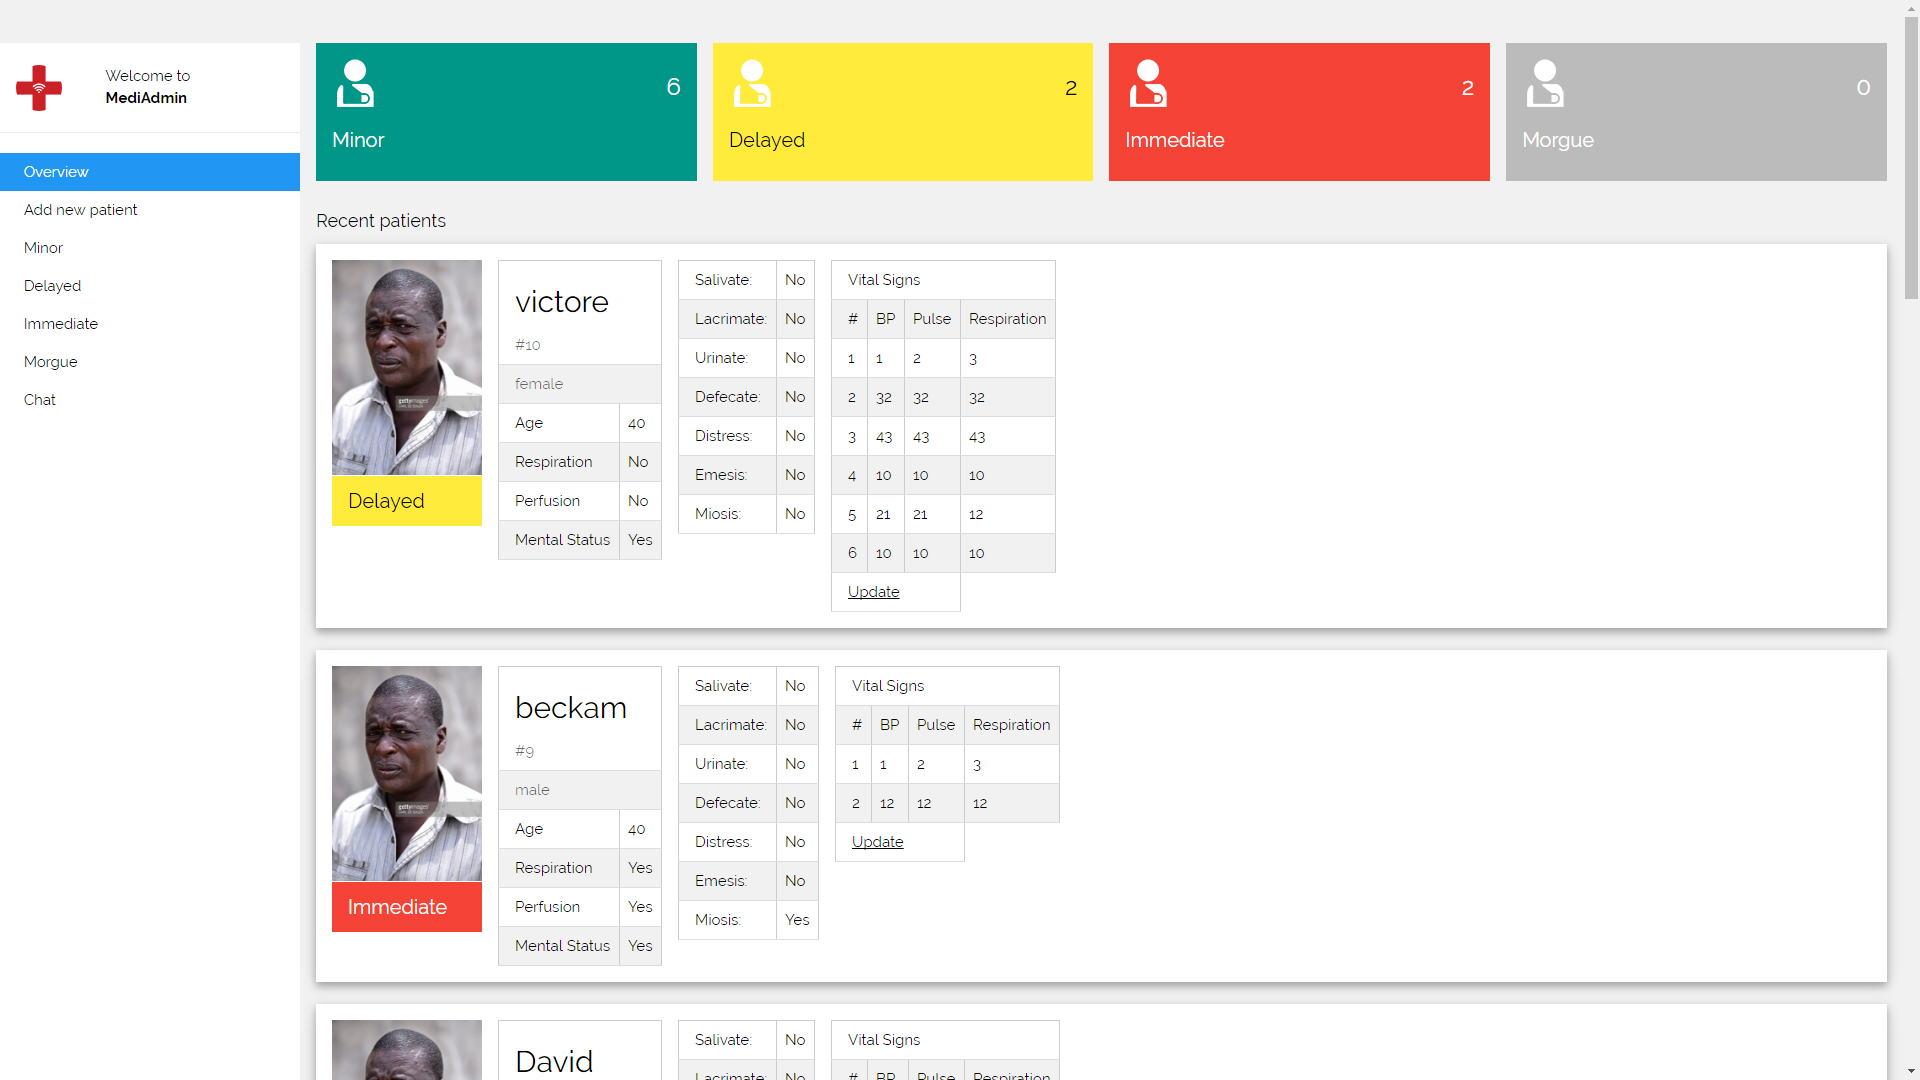 Welcome to
MediAdmin
Overview
Add new patient
Minor
Delayed
Immediate
Morgue
Chat
6
Minor
2
Delayed
2
Immediate
0
Morgue
Recent patients
victore
#10
female
Age 40
Respiration No
Perfusion No
Mental Status Yes
Delayed
Salivate: No
Lacrimate: No
Urinate: No
Defecate: No
Distress: No
Emesis: No
Miosis: No
Vital Signs
# BP Pulse Respiration
1 1 2 3
2 32 32 32
3 43 43 43
4 10 10 10
5 21 21 12
6 10 10 10
Update
beckam
#9
male
Age 40
Respiration Yes
Perfusion Yes
Mental Status Yes
Immediate
Salivate: No
Lacrimate: No
Urinate: No
Defecate: No
Distress: No
Emesis: No
Miosis: Yes
Vital Signs
# BP Pulse Respiration
1 1 2 3
2 12 12 12
Update
David
Salivate: No
Lacrimate: No
Vital Signs
# BP Pulse Respiration